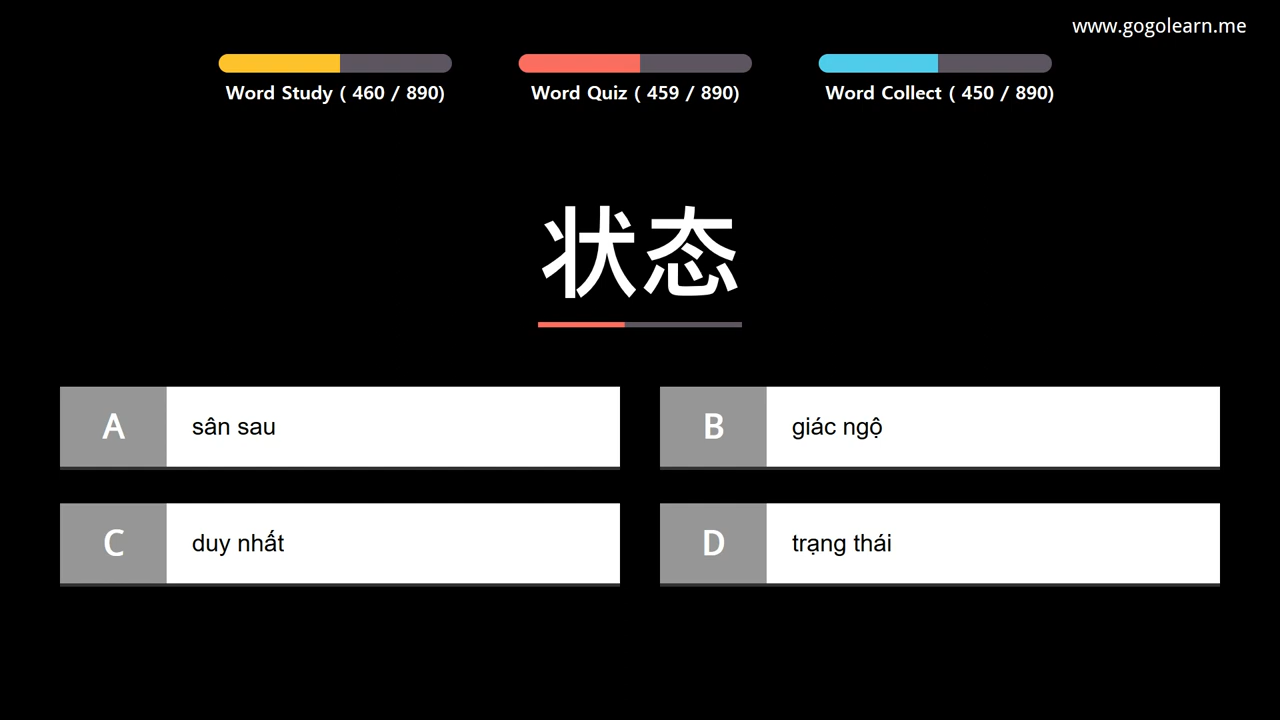 www.gogolearn.me
Word Study ( 460 / 890)
Word Quiz ( 459 / 890)
Word Collect ( 450 / 890)
状态
A
sân sau
B
giác ngộ
C
duy nhất
D
trạng thái